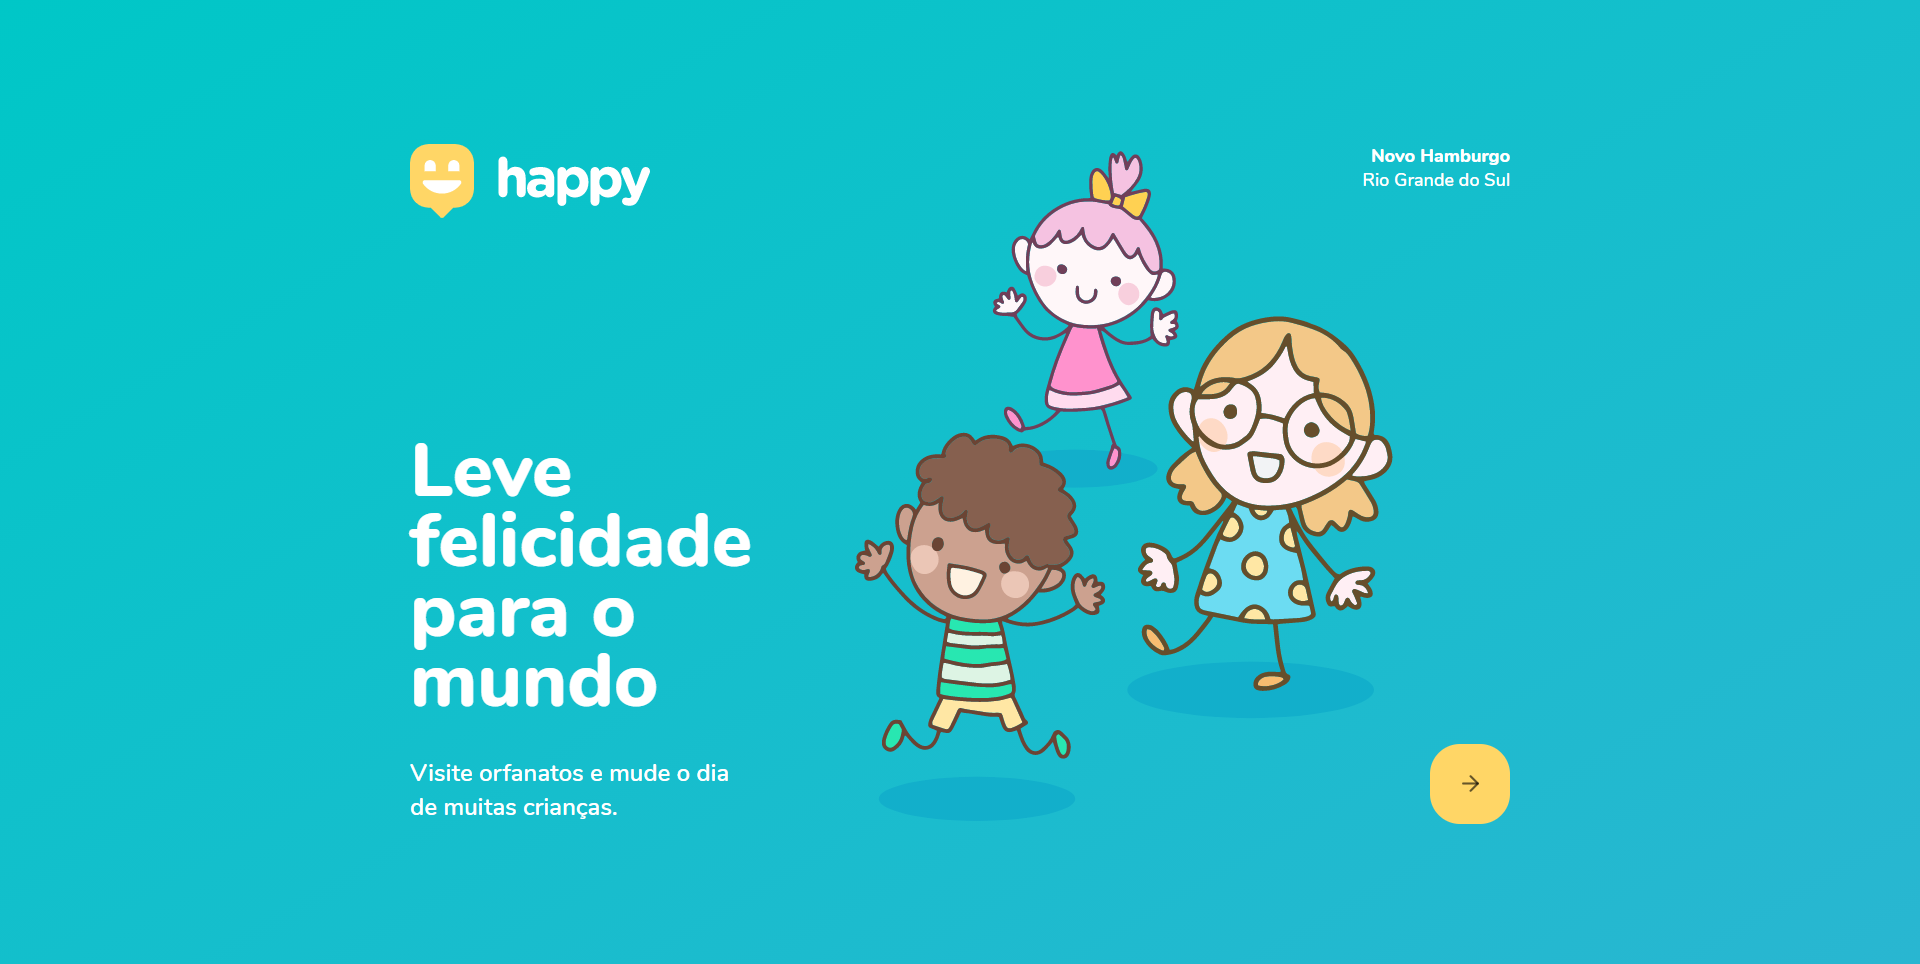 happy
Novo Hamburgo
Rio Grande do Sul
Leve
felicidade
para o
mundo
Visite orfanatos e mude o dia
de muitas crianças.